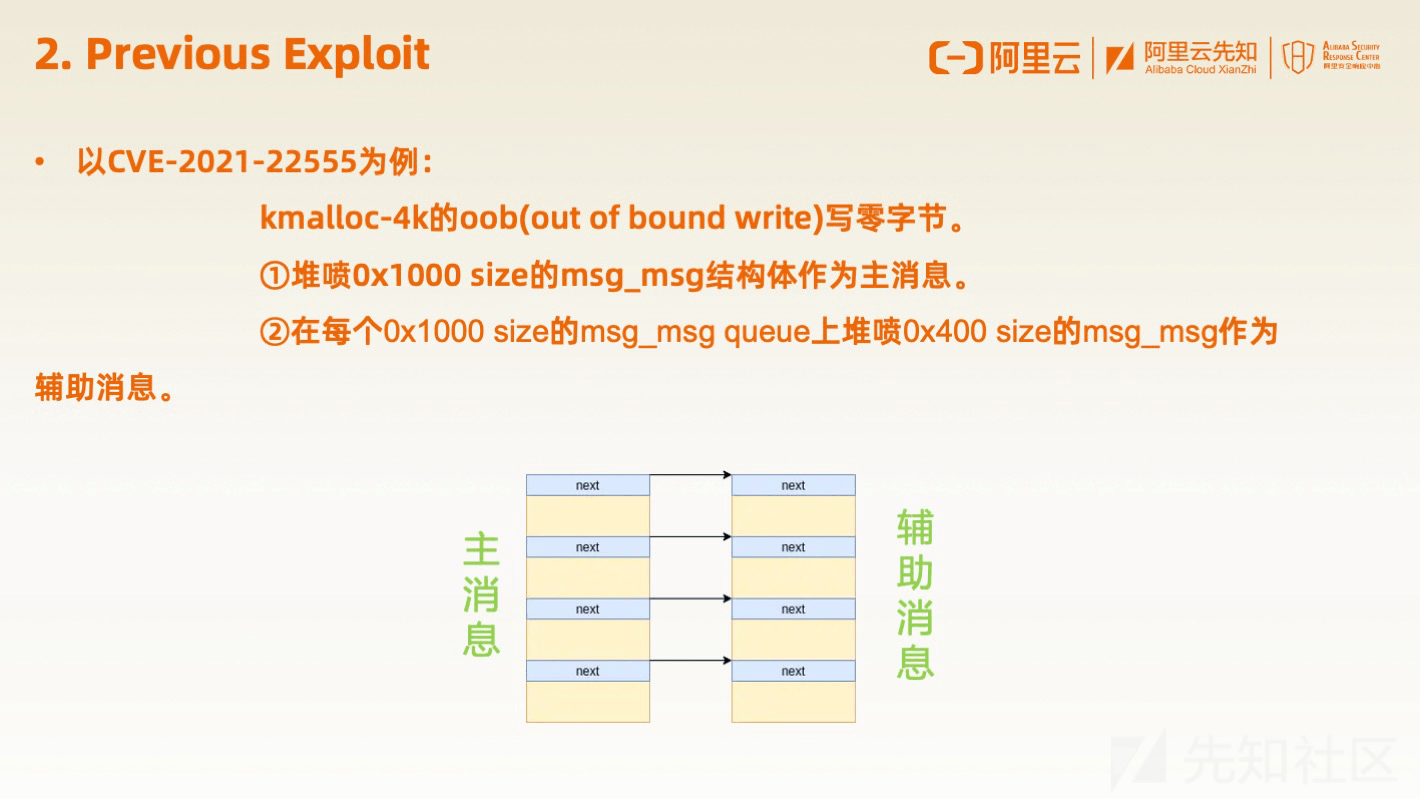 2. Previous Exploit
阿里云
阿里云先知
Alibaba Cloud XianZhi
ALIBABA SECURITY
RESPONSE CENTER
阿里安全响应中心
• 以CVE-2021-22555为例：
kmalloc-4k的oob(out of bound write)写零字节。
①堆喷0x1000 size的msg_msg结构体作为主消息。
②在每个0x1000 size的msg_msg queue上堆喷0x400 size的msg_msg作为
辅助消息。
主消息
next next
next next
next next
next next
辅助消息
先知社区